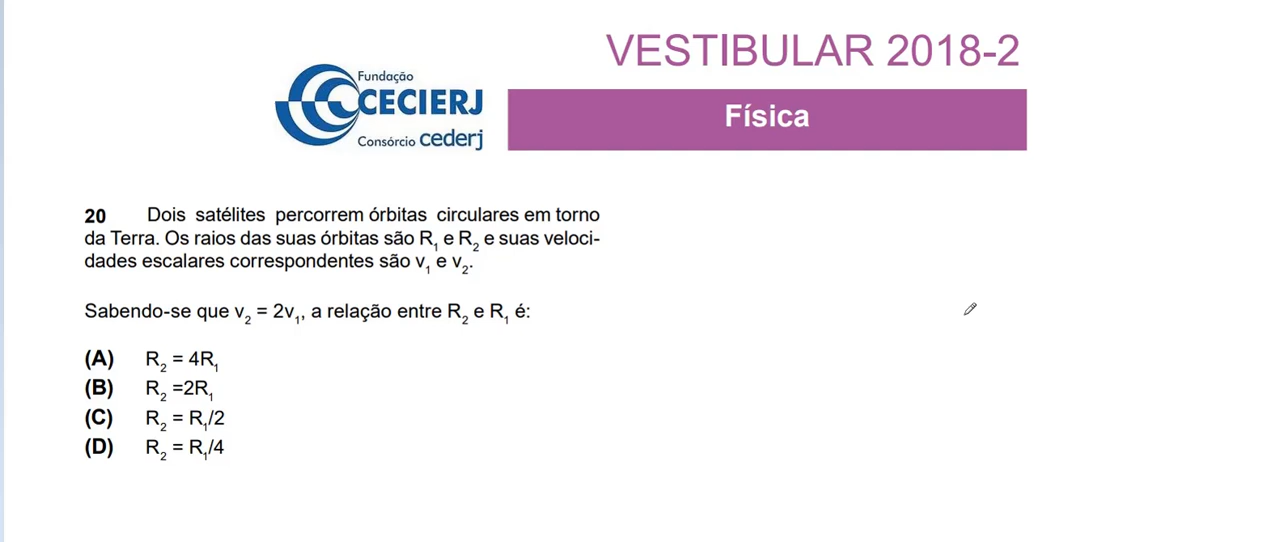 VESTIBULAR 2018-2
Fundação
CECIERJ
Consórcio cederj
Física
20 Dois satélites percorrem órbitas circulares em torno
da Terra. Os raios das suas órbitas são R₁ e R₂ e suas veloci-
dades escalares correspondentes são v₁ e v₂.
Sabendo-se que v₂ = 2v₁, a relação entre R₂ e R₁ é:
(A) R₂ = 4R₁
(B) R₂ =2R₁
(C) R₂ = R₁/2
(D) R₂ = R₁/4